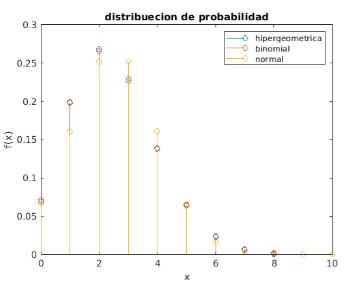 distribuecion de probabilidad
hipergeometrica
binomial
normal
0.3
0.25
0.2
0.15
0.1
0.05
0
f(x)
0 2 4 6 8 10
x